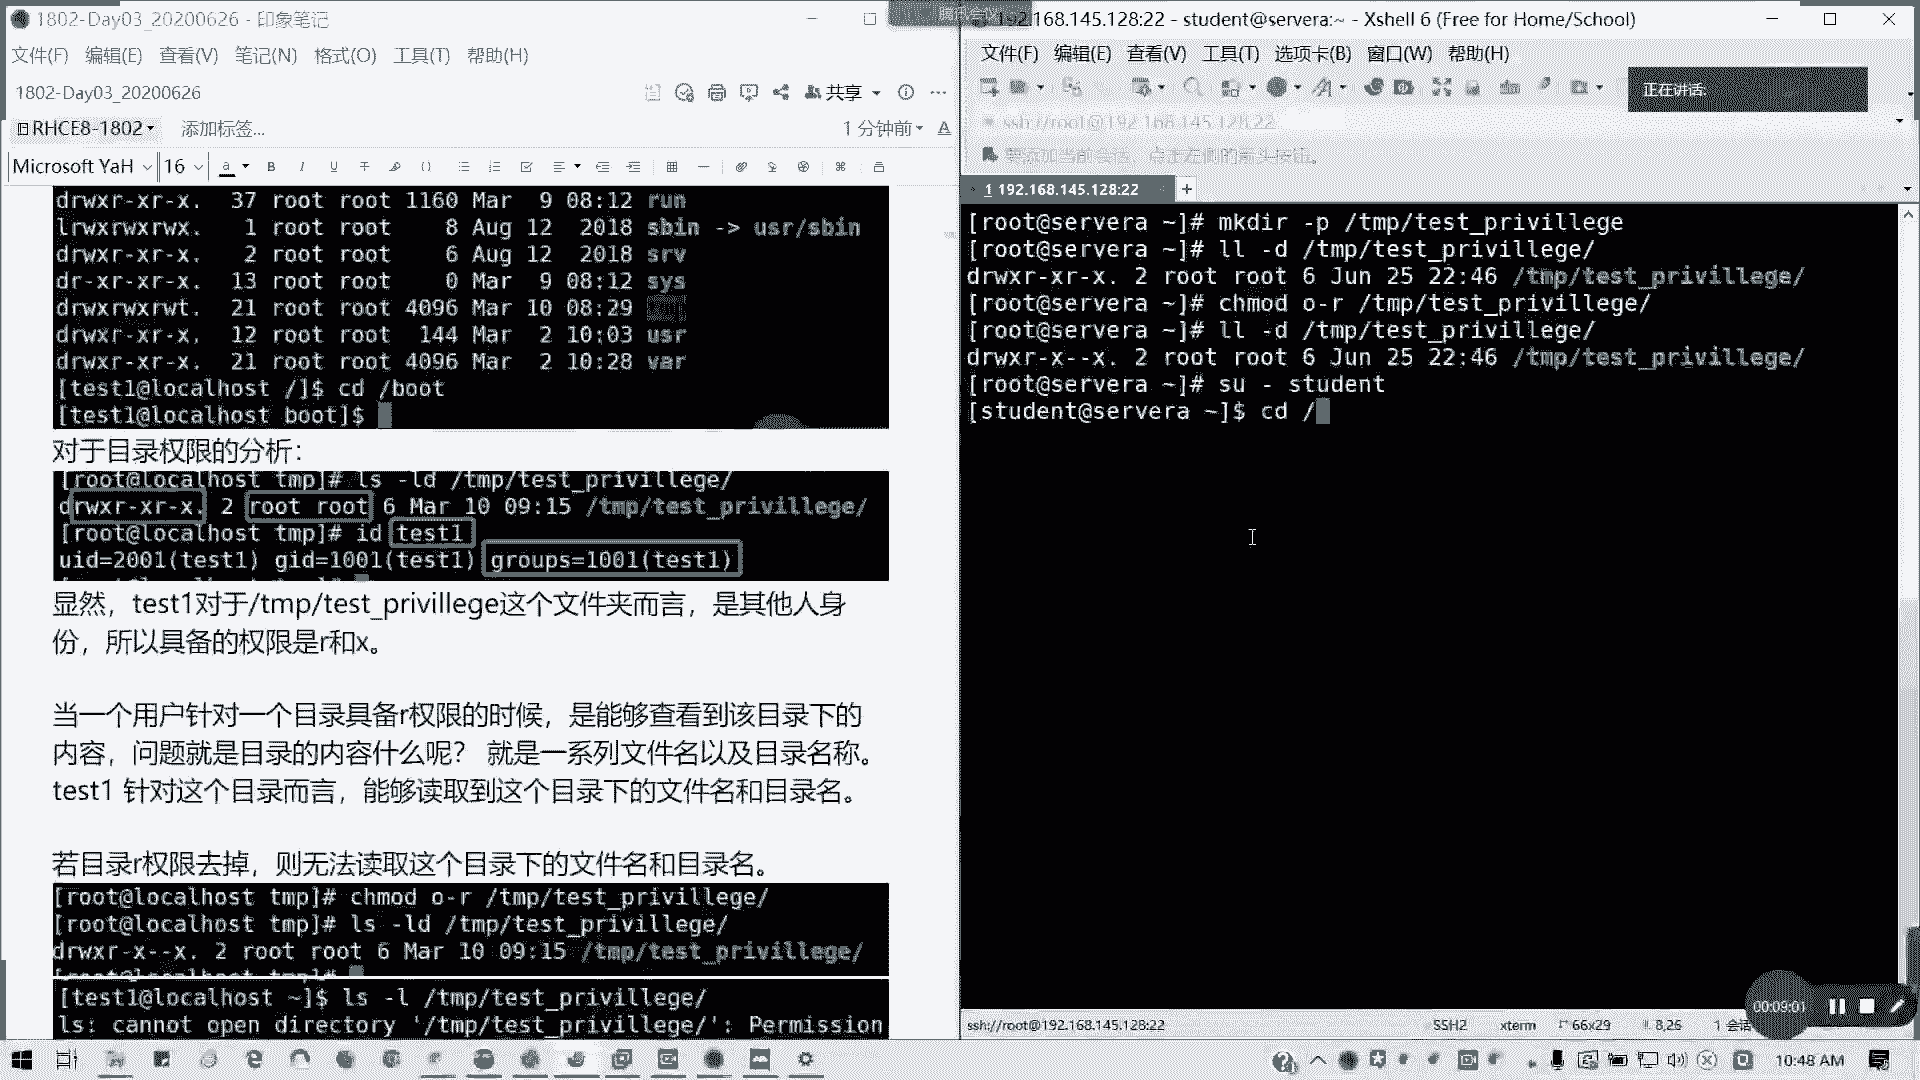 1802-Day03_20200626 - 印象笔记
文件(F) 编辑(E) 查看(V) 笔记(N) 格式(O) 工具(T) 帮助(H)
1802-Day03_20200626
共享
RHCE8-1802 添加标签...
1 分钟前
Microsoft YaH 16
drwxr-xr-x. 37 root root 1160 Mar 9 08:12 run
lrwxrwxrwx. 1 root root 8 Aug 12 2018 sbin -> usr/sbin
drwxr-xr-x. 2 root root 6 Aug 12 2018 srv
dr-xr-xr-x. 13 root root 0 Mar 9 08:12 sys
drwxrwxrwt. 21 root root 4096 Mar 10 08:29
drwxr-xr-x. 12 root root 144 Mar 2 10:03 usr
drwxr-xr-x. 21 root root 4096 Mar 2 10:28 var
[test1@localhost /]$ cd /boot
[test1@localhost boot]$
对于目录权限的分析：
[root@localhost tmp]# ls -ld /tmp/test_privillege/
drwxr-xr-x. 2 root root 6 Mar 10 09:15 /tmp/test_privillege/
[root@localhost tmp]# id test1
uid=2001(test1) gid=1001(test1) groups=1001(test1)
显然，test1对于/tmp/test_privillege这个文件夹而言，是其他人身
份，所以具备的权限是r和x。
当一个用户针对一个目录具备r权限的时候，是能够查看到该目录下的
内容，问题就是目录的内容什么呢？ 就是一系列文件名以及目录名称。
test1 针对这个目录而言，能够读取到这个目录下的文件名和目录名。
若目录r权限去掉，则无法读取这个目录下的文件名和目录名。
[root@localhost tmp]# chmod o-r /tmp/test_privillege/
[root@localhost tmp]# ls -ld /tmp/test_privillege/
drwxr-x--x. 2 root root 6 Mar 10 09:15 /tmp/test_privillege/
[test1@localhost ~]$ ls -l /tmp/test_privillege/
ls: cannot open directory '/tmp/test_privillege/': Permission
腾讯会议
192.168.145.128:22 - student@servera:~ - Xshell 6 (Free for Home/School)
文件(F) 编辑(E) 查看(V) 工具(T) 选项卡(B) 窗口(W) 帮助(H)
正在讲话:
ssh://root@192.168.145.128:22
要添加当前会话，点击左侧的箭头按钮。
1 192.168.145.128:22
[root@servera ~]# mkdir -p /tmp/test_privillege
[root@servera ~]# ll -d /tmp/test_privillege/
drwxr-xr-x. 2 root root 6 Jun 25 22:46 /tmp/test_privillege/
[root@servera ~]# chmod o-r /tmp/test_privillege/
[root@servera ~]# ll -d /tmp/test_privillege/
drwxr-x--x. 2 root root 6 Jun 25 22:46 /tmp/test_privillege/
[root@servera ~]# su - student
[student@servera ~]$ cd /
00:09:01
ssh://root@192.168.145.128:22 SSH2 xterm 66x29 8,26 1 会话
10:48 AM